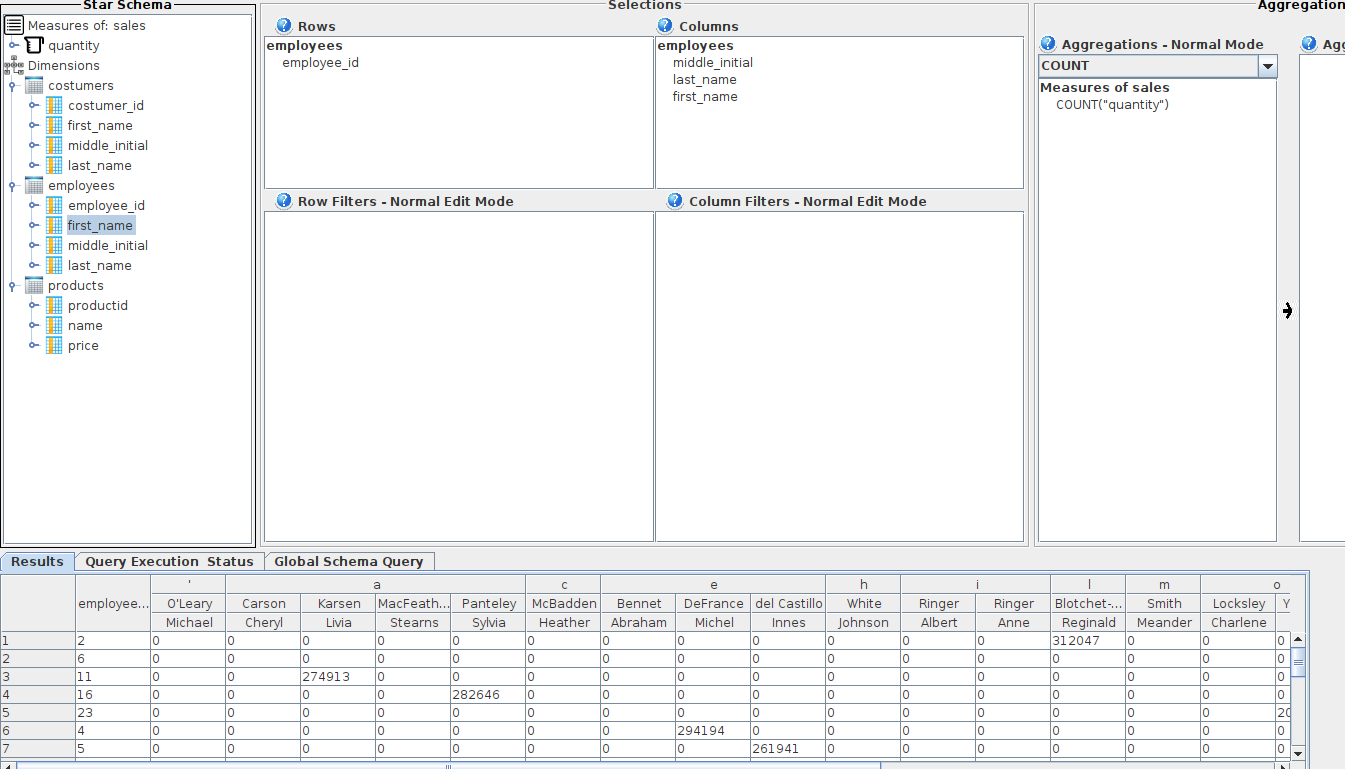 Star Schema
Measures of: sales
quantity
Dimensions
costumers
costumer_id
first_name
middle_initial
last_name
employees
employee_id
first_name
middle_initial
last_name
products
productid
name
price
Selections
Rows
employees
employee_id
Columns
employees
middle_initial
last_name
first_name
Row Filters - Normal Edit Mode
Column Filters - Normal Edit Mode
Aggregation
Aggregations - Normal Mode
COUNT
Measures of sales
COUNT("quantity")
Agg
Results Query Execution Status Global Schema Query
' a c e h i l m o
employee... O'Leary Carson Karsen MacFeath... Panteley McBadden Bennet DeFrance del Castillo White Ringer Ringer Blotchet-... Smith Locksley Y
Michael Cheryl Livia Stearns Sylvia Heather Abraham Michel Innes Johnson Albert Anne Reginald Meander Charlene
1 2 0 0 0 0 0 0 0 0 0 0 0 0 312047 0 0 0
2 6 0 0 0 0 0 0 0 0 0 0 0 0 0 0 0 0
3 11 0 0 274913 0 0 0 0 0 0 0 0 0 0 0 0 0
4 16 0 0 0 0 282646 0 0 0 0 0 0 0 0 0 0 0
5 23 0 0 0 0 0 0 0 0 0 0 0 0 0 0 0 20
6 4 0 0 0 0 0 0 0 294194 0 0 0 0 0 0 0 0
7 5 0 0 0 0 0 0 0 0 261941 0 0 0 0 0 0 0